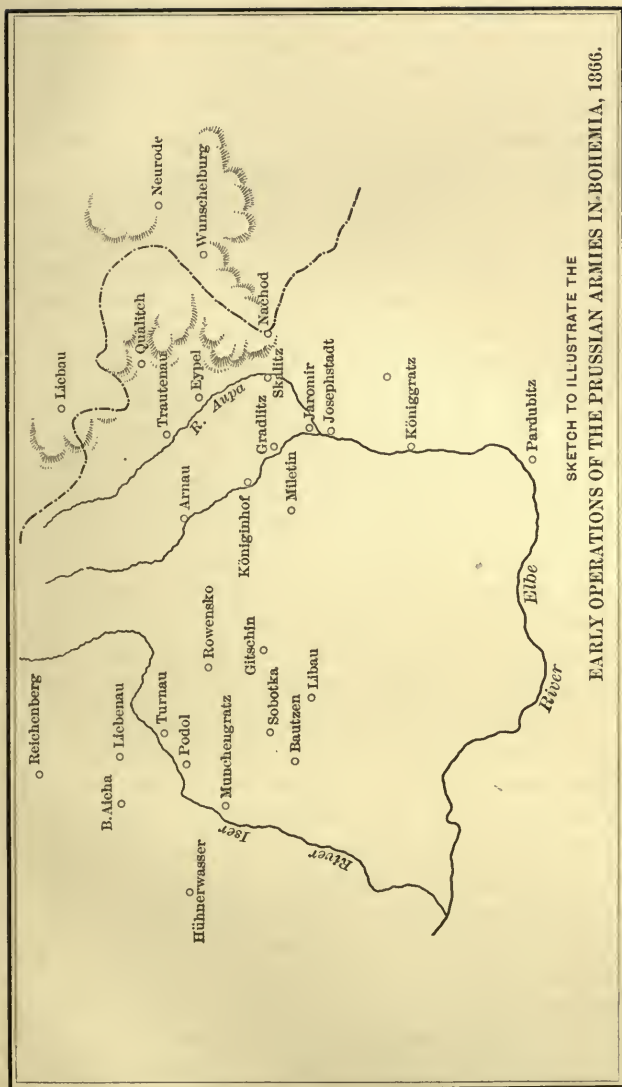 Reichenberg
Liebau
B. Aicha
Liebenau
Qualitch
Neurode
Turnau
Trautenau
Podol
Arnau
Eypel
Wunschelburg
Hühnerwasser
Munchengratz
Rowensko
R. Aupa
Nachod
Iser
River
Sobotka
Gitschin
Königinhof
Gradlitz
Skalitz
Bautzen
Libau
Miletin
Jaromir
Josephstadt
Königgratz
Pardubitz
River
Elbe
SKETCH TO ILLUSTRATE THE
EARLY OPERATIONS OF THE PRUSSIAN ARMIES IN BOHEMIA, 1866.